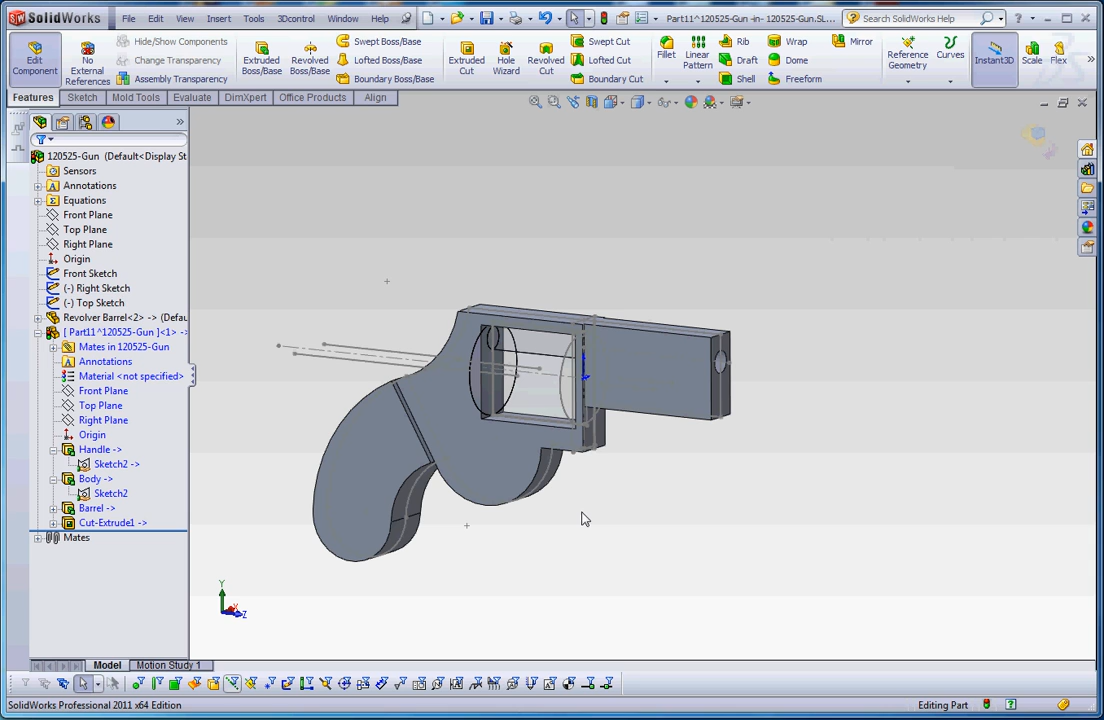 SolidWorks File Edit View Insert Tools 3Dcontrol Window Help Part11^120525-Gun -in- 120525-Gun.SL... Search SolidWorks Help
Edit Component
No External References
Hide/Show Components
Change Transparency
Assembly Transparency
Extruded Boss/Base
Revolved Boss/Base
Swept Boss/Base
Lofted Boss/Base
Boundary Boss/Base
Extruded Cut
Hole Wizard
Revolved Cut
Swept Cut
Lofted Cut
Boundary Cut
Fillet
Linear Pattern
Rib
Draft
Shell
Wrap
Dome
Freeform
Mirror
Reference Geometry
Curves
Instant3D
Scale
Flex
Features Sketch Mold Tools Evaluate DimXpert Office Products Align
120525-Gun (Default<Display St
Sensors
Annotations
Equations
Front Plane
Top Plane
Right Plane
Origin
Front Sketch
(-) Right Sketch
(-) Top Sketch
Revolver Barrel<2> -> (Defau
[ Part11^120525-Gun ]<1> ->
Mates in 120525-Gun
Annotations
Material <not specified>
Front Plane
Top Plane
Right Plane
Origin
Handle ->
Sketch2 ->
Body ->
Sketch2
Barrel ->
Cut-Extrude1 ->
Mates
Y
Z
Model Motion Study 1
SolidWorks Professional 2011 x64 Edition Editing Part